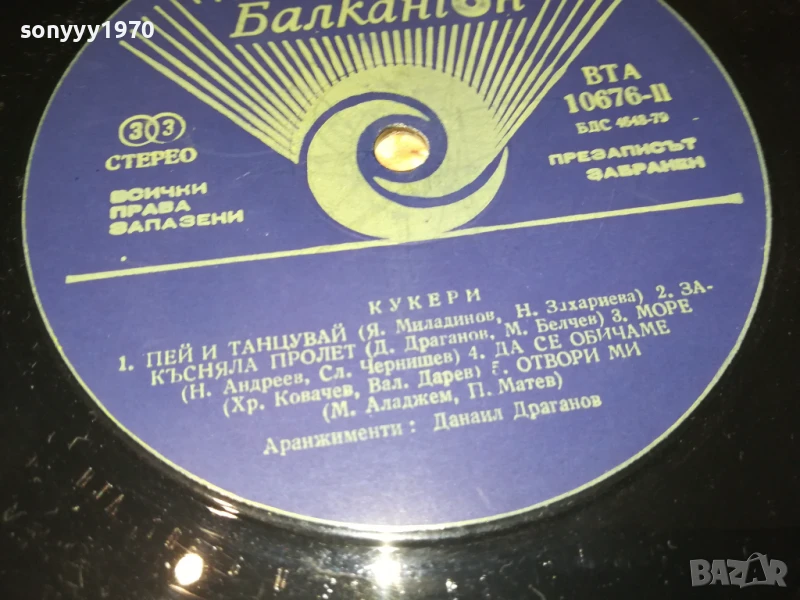 sonyyy1970
Балкантон
33
СТЕРЕО
ВСИЧКИ
ПРАВА
ЗАПАЗЕНИ
ВТА
10676-II
БДС 4648-79
ПРЕЗАПИСЪТ
ЗАБРАНЕН
КУКЕРИ
1. ПЕЙ И ТАНЦУВАЙ (Я. Миладинов, Н. Захариева) 2. ЗА-
КЪСНЯЛА ПРОЛЕТ (Д. Драганов, М. Белчев) 3. МОРЕ
(Н. Андреев, Сл. Чернишев) 4. ДА СЕ ОБИЧАМЕ
(Хр. Ковачев, Вал. Дарев) 5. ОТВОРИ МИ
(М. Аладжем, П. Матев)
Аранжименти: Данаил Драганов
BAZAR